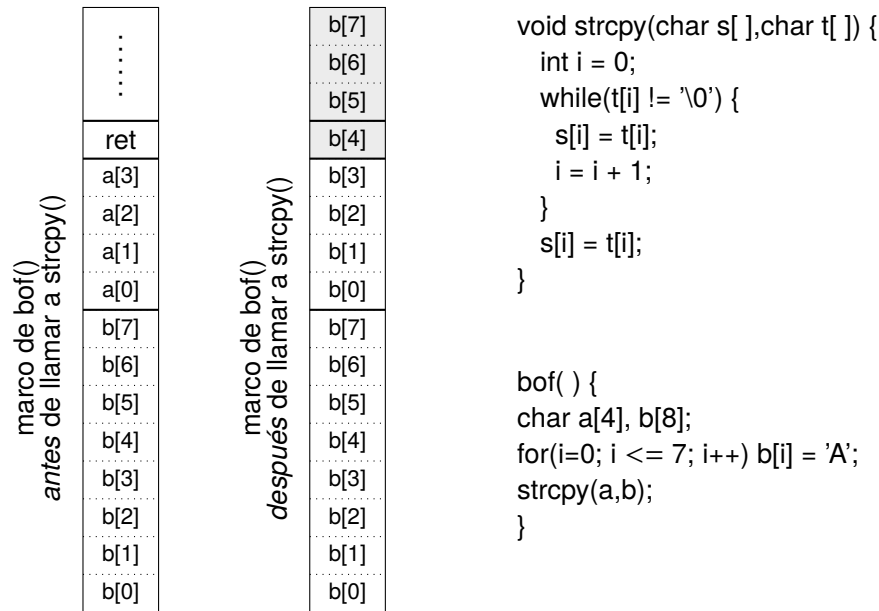 marco de bof()
antes de llamar a strcpy()
. . . . . .
ret
a[3]
a[2]
a[1]
a[0]
b[7]
b[6]
b[5]
b[4]
b[3]
b[2]
b[1]
b[0]
marco de bof()
después de llamar a strcpy()
b[7]
b[6]
b[5]
b[4]
b[3]
b[2]
b[1]
b[0]
b[7]
b[6]
b[5]
b[4]
b[3]
b[2]
b[1]
b[0]
void strcpy(char s[ ],char t[ ]) {
int i = 0;
while(t[i] != '\0') {
s[i] = t[i];
i = i + 1;
}
s[i] = t[i];
}
bof( ) {
char a[4], b[8];
for(i=0; i <= 7; i++) b[i] = 'A';
strcpy(a,b);
}